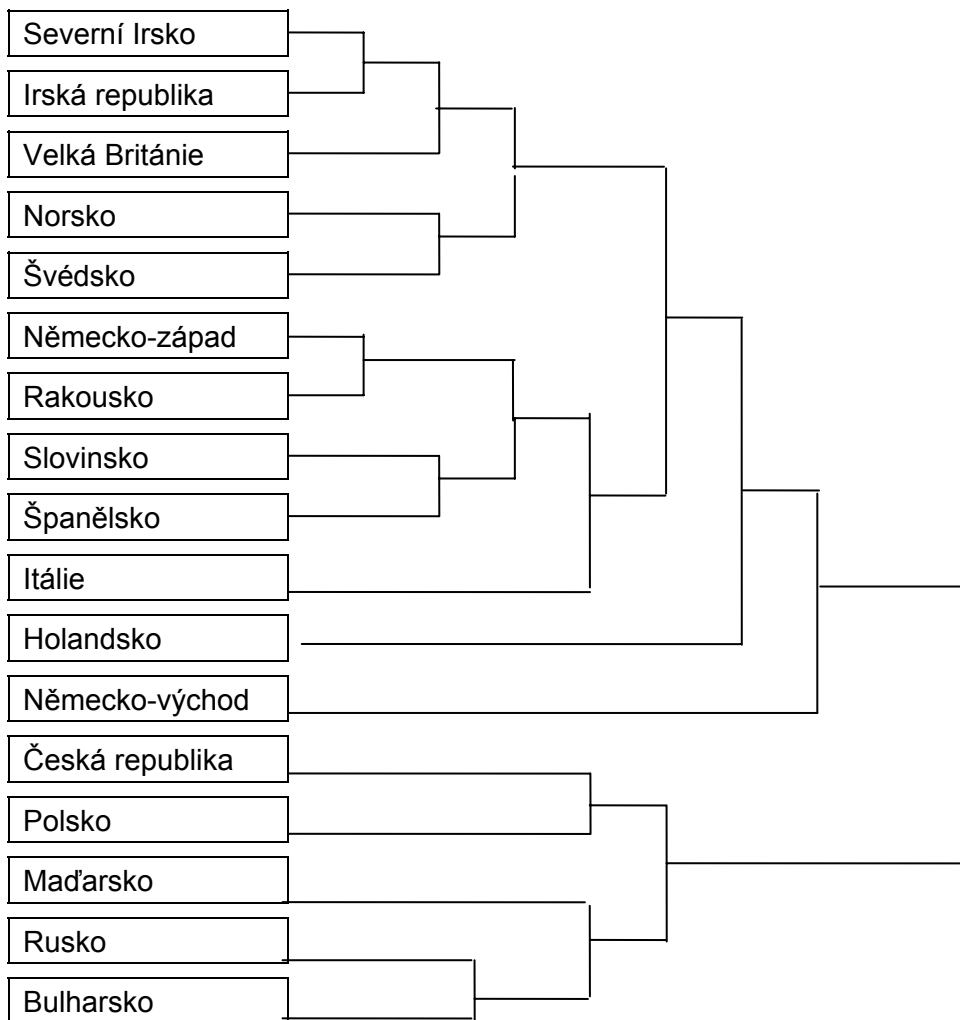 Severní Irsko
Irská republika
Velká Británie
Norsko
Švédsko
Německo-západ
Rakousko
Slovinsko
Španělsko
Itálie
Holandsko
Německo-východ
Česká republika
Polsko
Maďarsko
Rusko
Bulharsko